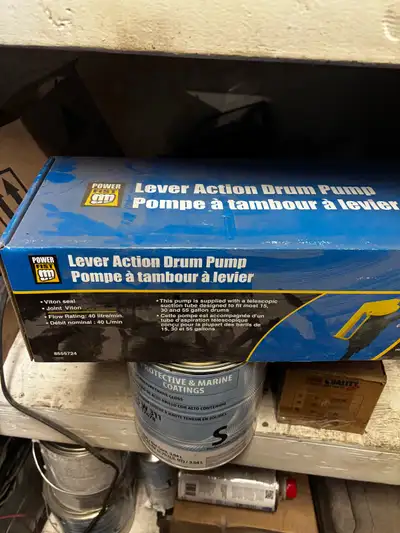 POWER
FIST
Lever Action Drum Pump
Pompe à tambour à levier
POWER
FIST
Lever Action Drum Pump
Pompe à tambour à levier
• Viton seal
• Joint, Viton
• Flow Rating: 40 litre/min.
• Débit nominal : 40 L/min
8555724
• This pump is supplied with a telescopic
suction tube designed to fit most 15,
30 and 55 gallon drums
• Cette pompe est accompagnée d'un
tube d'aspiration télescopique
conçu pour la plupart des barils de
15, 30 et 55 gallons
PROTECTIVE & MARINE
COATINGS
S